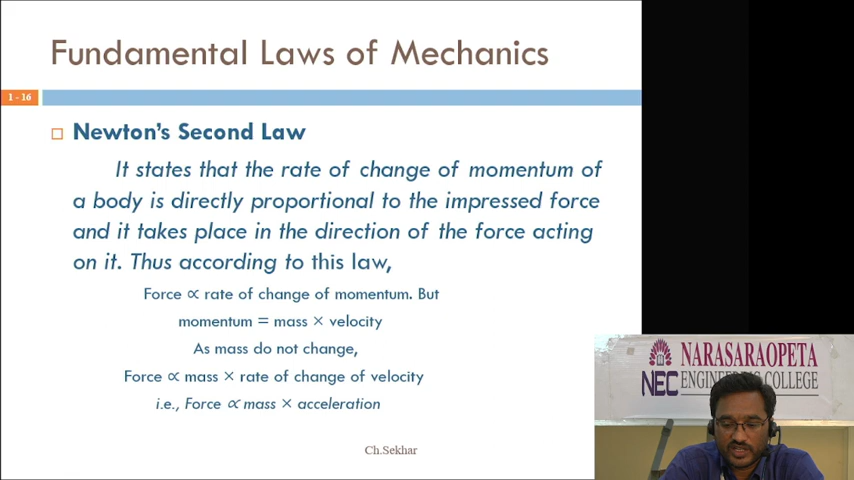 Fundamental Laws of Mechanics
1 - 16
Newton's Second Law
It states that the rate of change of momentum of
a body is directly proportional to the impressed force
and it takes place in the direction of the force acting
on it. Thus according to this law,
Force ∝ rate of change of momentum. But
momentum = mass × velocity
As mass do not change,
Force ∝ mass × rate of change of velocity
i.e., Force ∝ mass × acceleration
Ch.Sekhar
NARASARAOPETA
NEC ENGINEERING COLLEGE